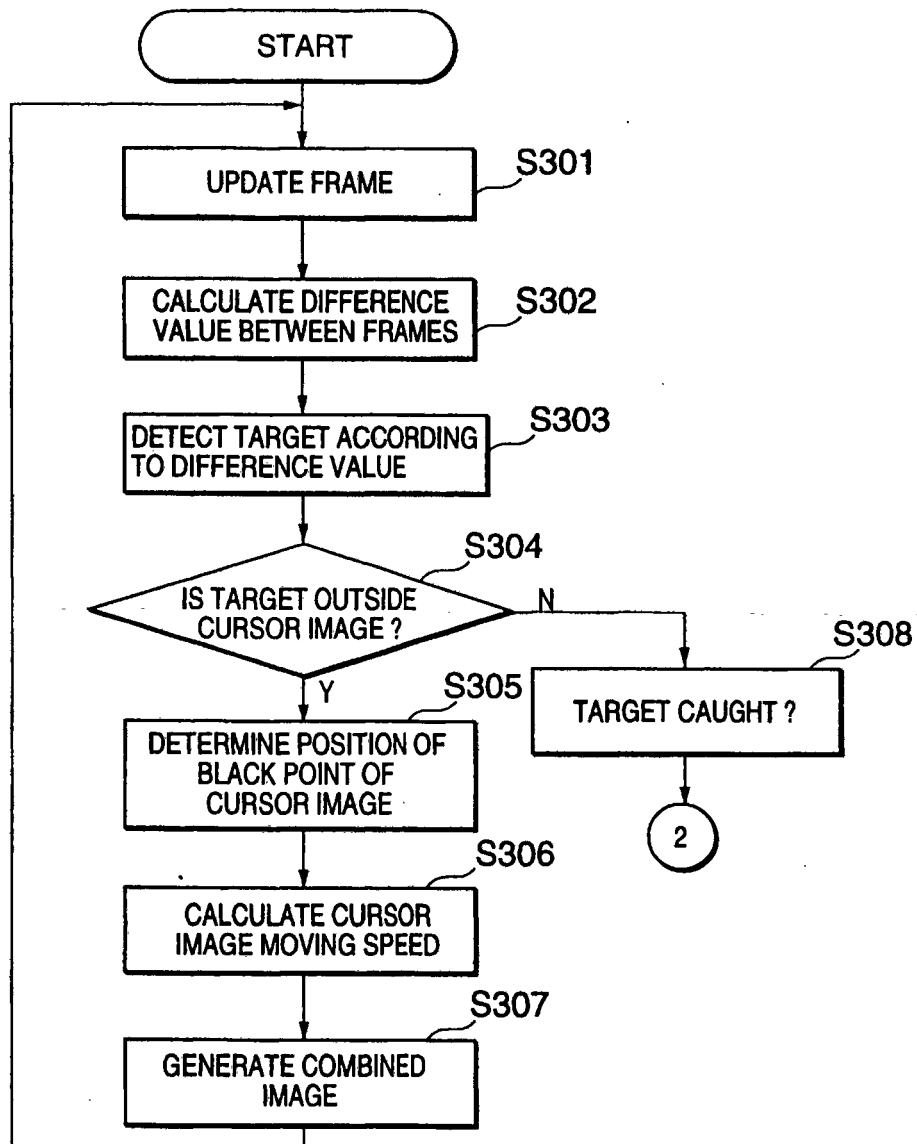 START
UPDATE FRAME
S301
CALCULATE DIFFERENCE
VALUE BETWEEN FRAMES
S302
DETECT TARGET ACCORDING
TO DIFFERENCE VALUE
S303
IS TARGET OUTSIDE
CURSOR IMAGE ?
S304
N
Y
TARGET CAUGHT ?
S308
2
DETERMINE POSITION OF
BLACK POINT OF
CURSOR IMAGE
S305
CALCULATE CURSOR
IMAGE MOVING SPEED
S306
GENERATE COMBINED
IMAGE
S307